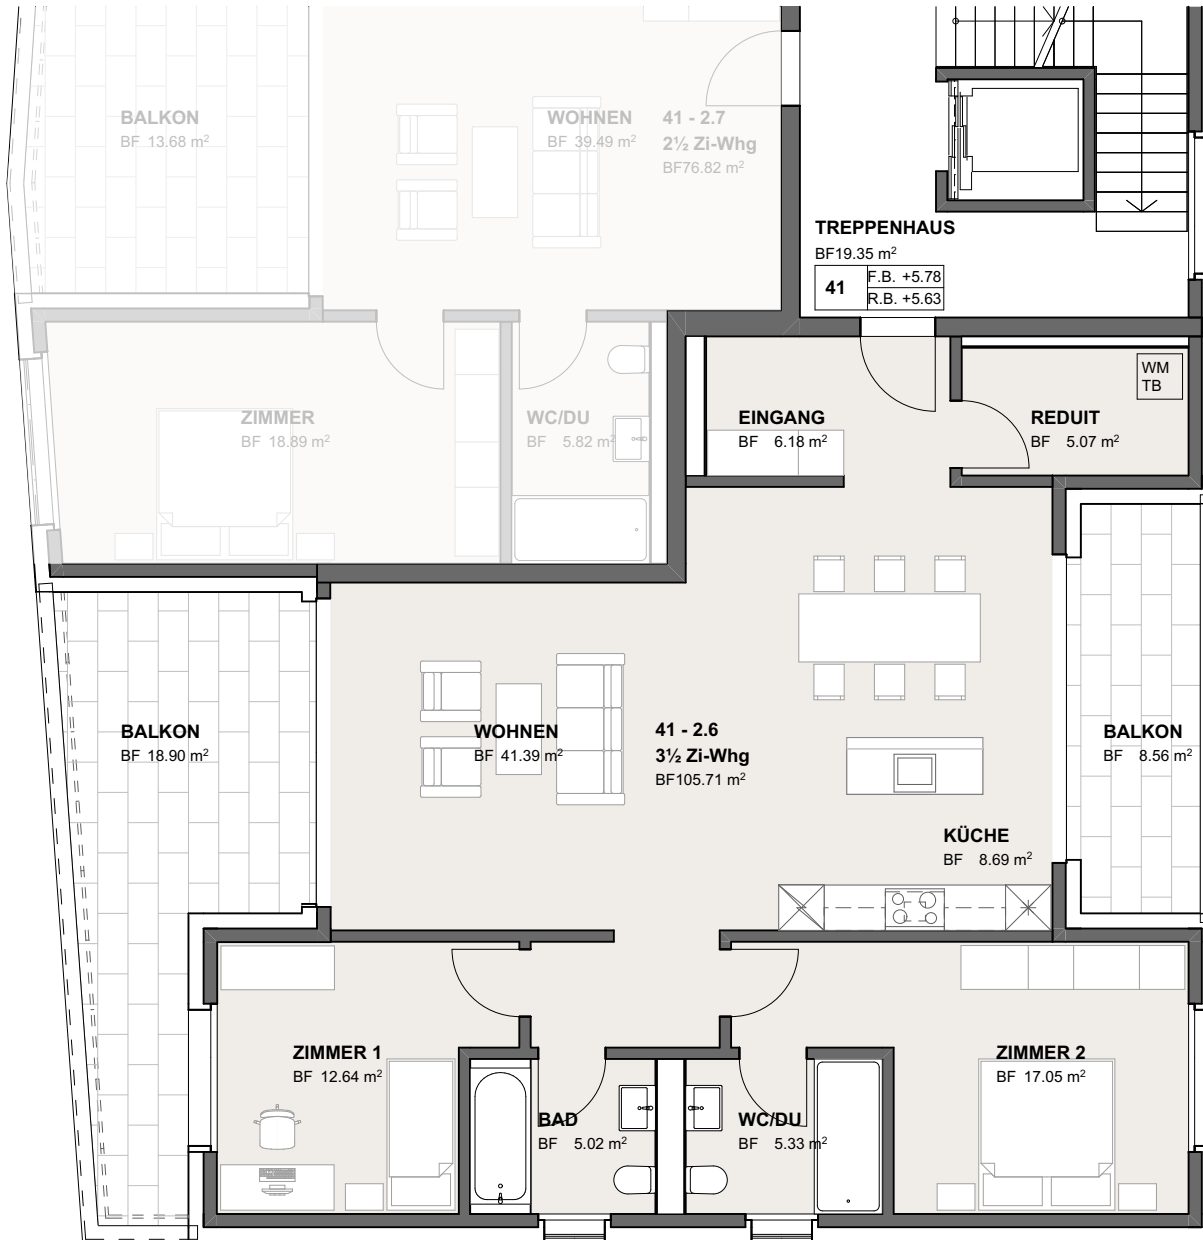 BALKON
BF 13.68 m²
WOHNEN
BF 39.49 m²
41 - 2.7
2½ Zi-Whg
BF76.82 m²
TREPPENHAUS
BF19.35 m²
41
F.B. +5.78
R.B. +5.63
ZIMMER
BF 18.89 m²
WC/DU
BF 5.82 m²
EINGANG
BF 6.18 m²
REDUIT
BF 5.07 m²
WM
TB
BALKON
BF 18.90 m²
WOHNEN
BF 41.39 m²
41 - 2.6
3½ Zi-Whg
BF105.71 m²
BALKON
BF 8.56 m²
KÜCHE
BF 8.69 m²
ZIMMER 1
BF 12.64 m²
BAD
BF 5.02 m²
WC/DU
BF 5.33 m²
ZIMMER 2
BF 17.05 m²